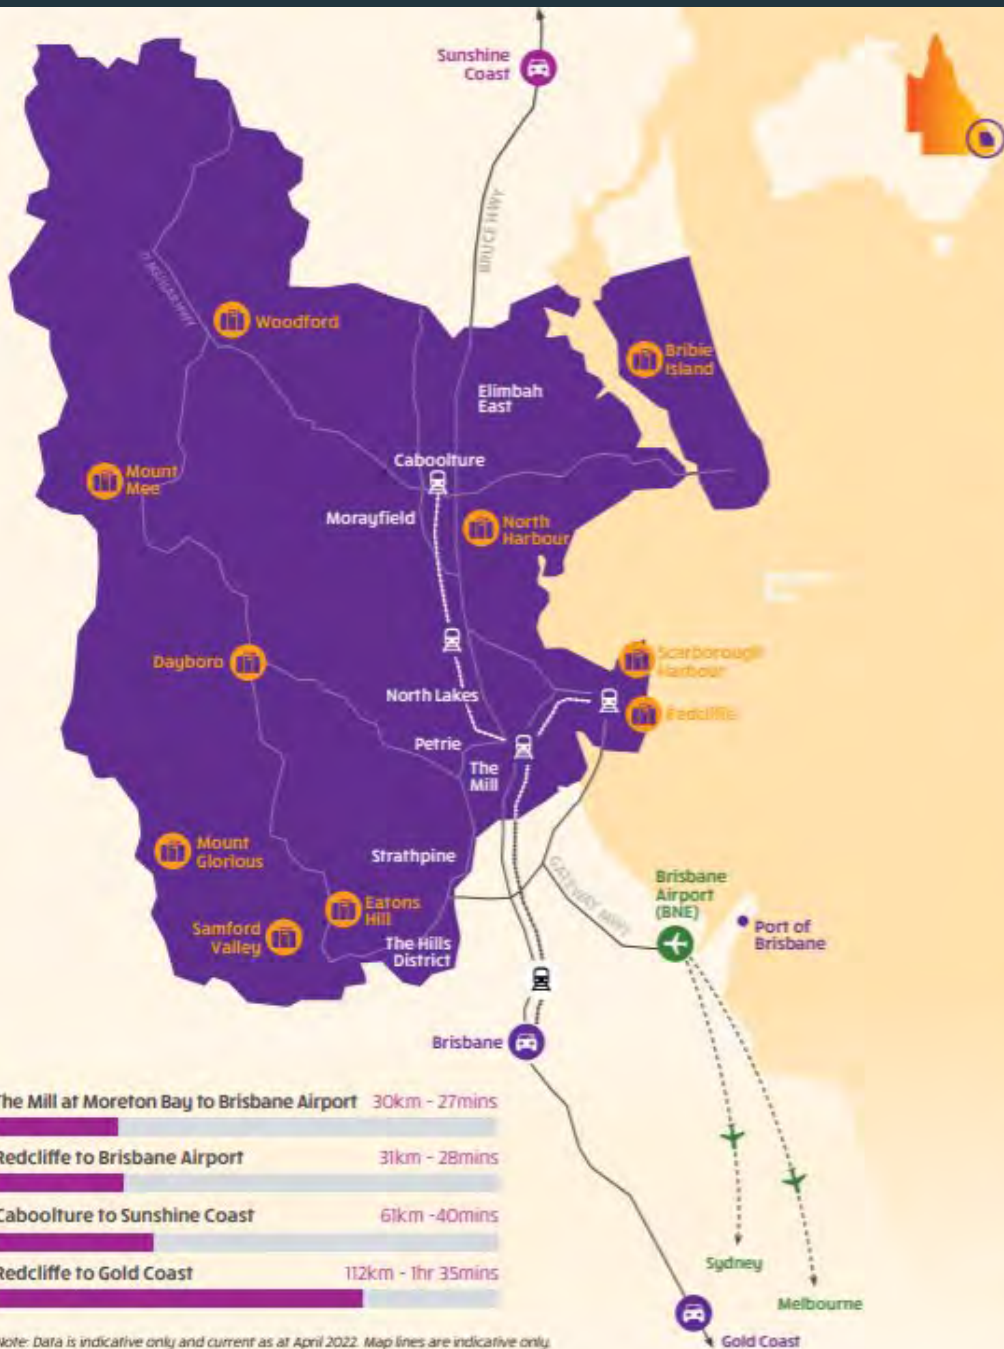 Sunshine
Coast
BRUCE HWY
D'AGUILAR HWY
Woodford
Bribie
Island
Elimbah
East
Caboolture
Mount
Mee
Morayfield
North
Harbour
Scarborough
Harbour
Dayboro
North Lakes
Redcliffe
Petrie
The
Mill
Mount
Glorious
Strathpine
GATEWAY MWY
Brisbane
Airport
(BNE)
Eatons
Hill
Samford
Valley
The Hills
District
Port of
Brisbane
Brisbane
The Mill at Moreton Bay to Brisbane Airport 30km - 27mins
Redcliffe to Brisbane Airport 31km - 28mins
Caboolture to Sunshine Coast 61km -40mins
Redcliffe to Gold Coast 112km - 1hr 35mins
Sydney
Melbourne
Gold Coast
Note: Data is indicative only and current as at April 2022. Map lines are indicative only.